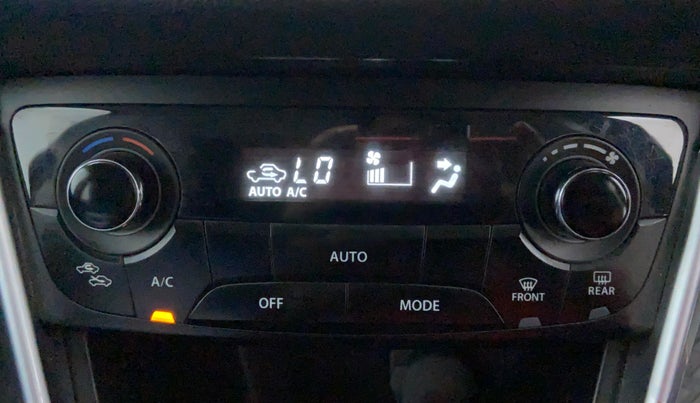 LO
AUTO A/C
AUTO
A/C
OFF
MODE
FRONT
REAR